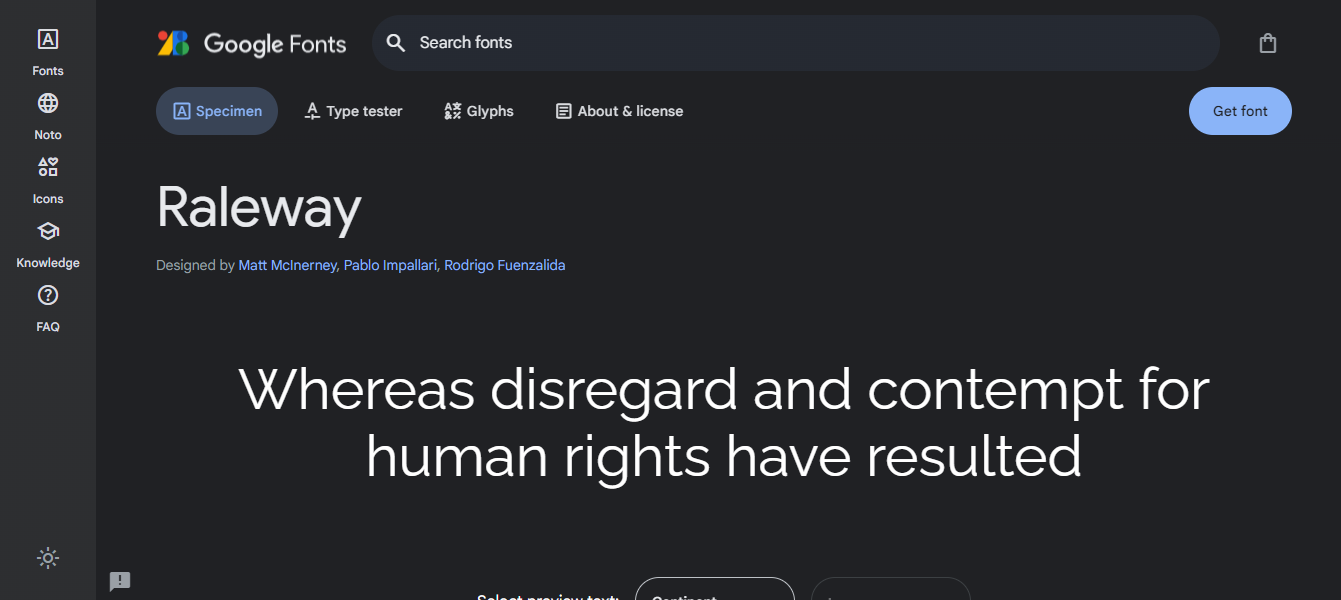 Fonts
Noto
Icons
Knowledge
FAQ
Google Fonts
Search fonts
Specimen
Type tester
Glyphs
About & license
Get font
Raleway
Designed by Matt McInerney, Pablo Impallari, Rodrigo Fuenzalida
Whereas disregard and contempt for
human rights have resulted
Select preview text:
Continent